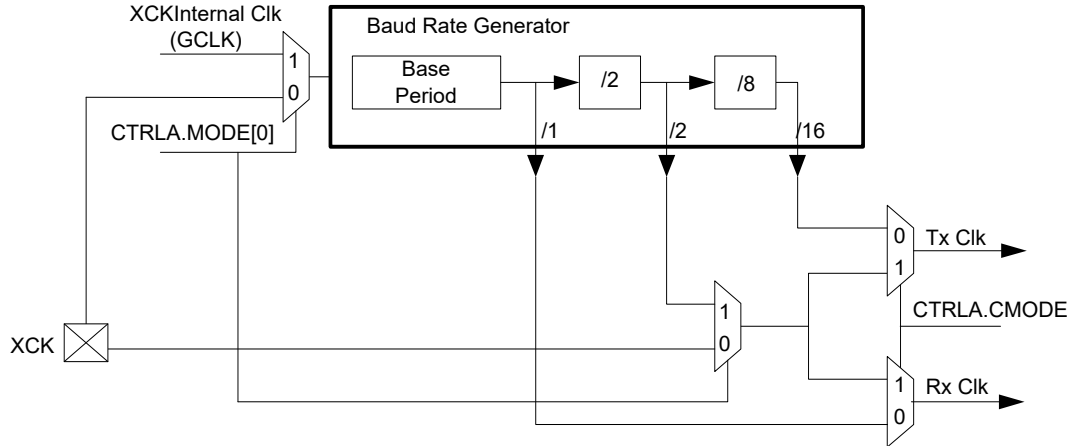 XCKInternal Clk
(GCLK)
Baud Rate Generator
1
0
Base
Period
/2
/8
CTRLA.MODE[0]
/1
/2
/16
0
Tx Clk
1
1
CTRLA.CMODE
XCK
0
1
Rx Clk
0